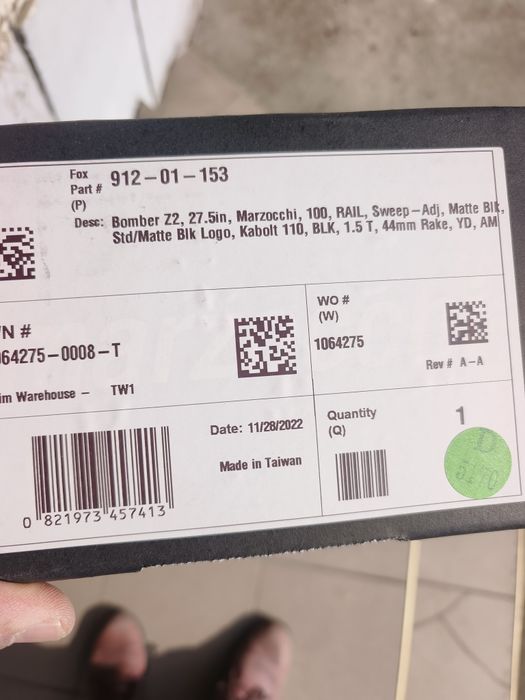 Fox
Part #
(P)
912-01-153
Desc: Bomber Z2, 27.5in, Marzocchi, 100, RAIL, Sweep-Adj, Matte Blk,
Std/Matte Blk Logo, Kabolt 110, BLK, 1.5 T, 44mm Rake, YD, AM
N #
064275-0008-T
im Warehouse - TW1
WO #
(W)
1064275
Rev # A-A
Date: 11/28/2022
Made in Taiwan
0 821973 457413
Quantity
(Q)
1
D